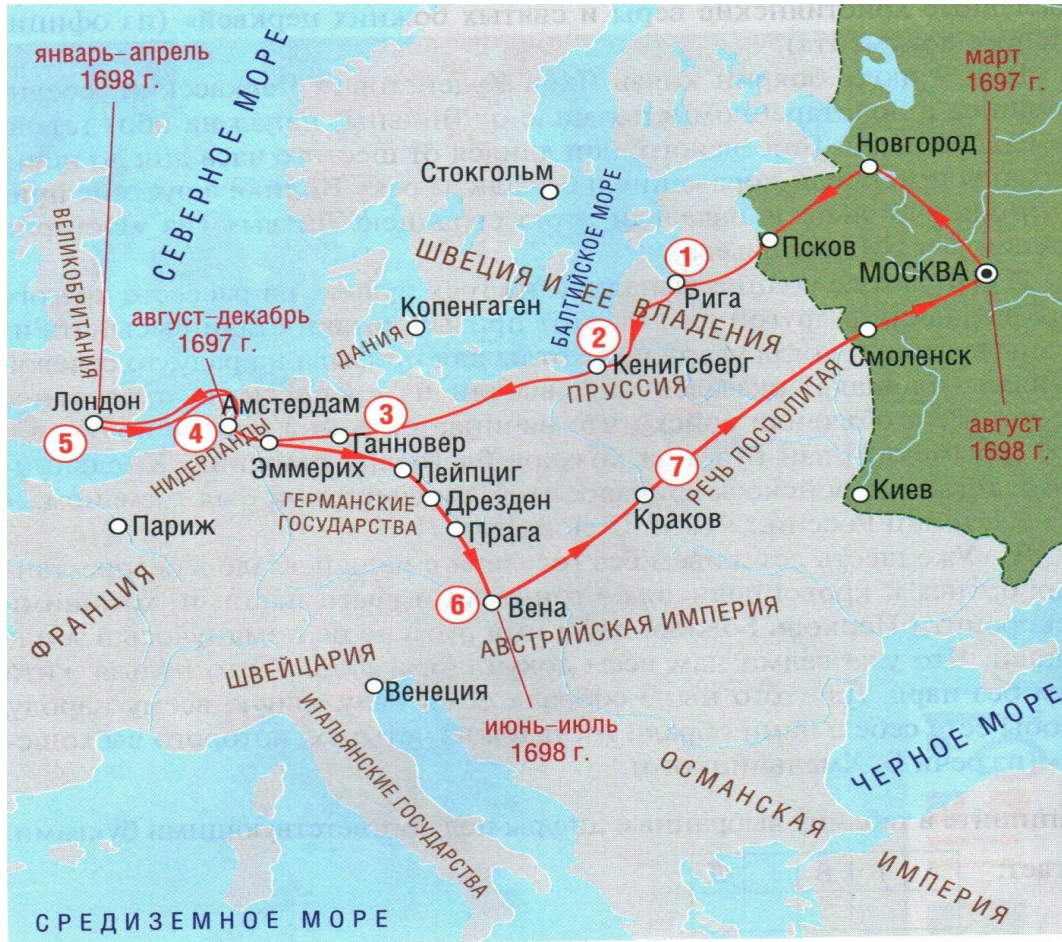 январь–апрель
1698 г.
СЕВЕРНОЕ МОРЕ
ВЕЛИКОБРИТАНИЯ
Стокгольм
БАЛТИЙСКОЕ МОРЕ
март
1697 г.
Новгород
Псков
МОСКВА
1
Рига
ШВЕЦИЯ И ЕЕ ВЛАДЕНИЯ
Копенгаген
ДАНИЯ
август–декабрь
1697 г.
2
Кенигсберг
ПРУССИЯ
Смоленск
Лондон
5
4
Амстердам
3
Ганновер
НИДЕРЛАНДЫ
Эммерих
Лейпциг
ГЕРМАНСКИЕ
ГОСУДАРСТВА
Дрезден
Прага
7
РЕЧЬ ПОСПОЛИТАЯ
август
1698 г.
Киев
Краков
Париж
ФРАНЦИЯ
6
Вена
АВСТРИЙСКАЯ ИМПЕРИЯ
ШВЕЙЦАРИЯ
Венеция
ИТАЛЬЯНСКИЕ ГОСУДАРСТВА
июнь–июль
1698 г.
ЧЕРНОЕ МОРЕ
ОСМАНСКАЯ ИМПЕРИЯ
СРЕДИЗЕМНОЕ МОРЕ